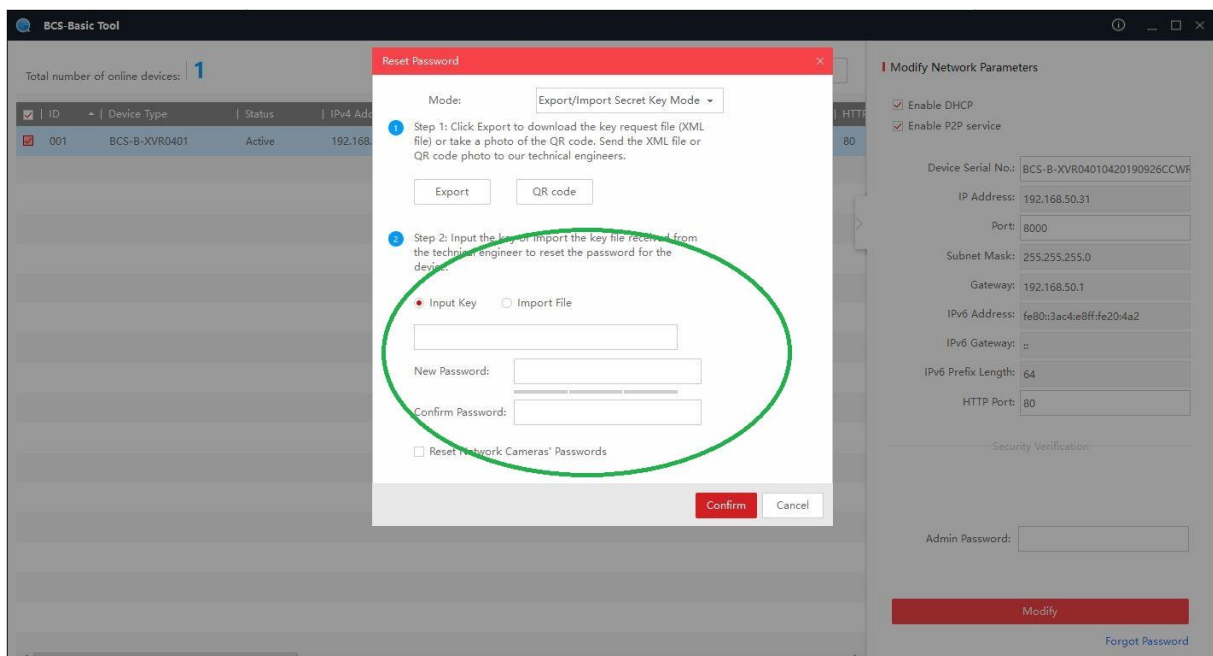 BCS-Basic Tool
Total number of online devices: 1
ID Device Type Status IPv4 Add HTTP
001 BCS-B-XVR0401 Active 192.168. 80
Reset Password
Mode: Export/Import Secret Key Mode
1 Step 1: Click Export to download the key request file (XML
file) or take a photo of the QR code. Send the XML file or
QR code photo to our technical engineers.
Export QR code
2 Step 2: Input the key or import the key file received from
the technical engineer to reset the password for the
device.
Input Key Import File
New Password:
Confirm Password:
Reset Network Cameras' Passwords
Confirm Cancel
Modify Network Parameters
Enable DHCP
Enable P2P service
Device Serial No.: BCS-B-XVR04010420190926CCWR
IP Address: 192.168.50.31
Port: 8000
Subnet Mask: 255.255.255.0
Gateway: 192.168.50.1
IPv6 Address: fe80::3ac4:e8ff:fe20:4a2
IPv6 Gateway: ::
IPv6 Prefix Length: 64
HTTP Port: 80
Security Verification
Admin Password:
Modify
Forgot Password